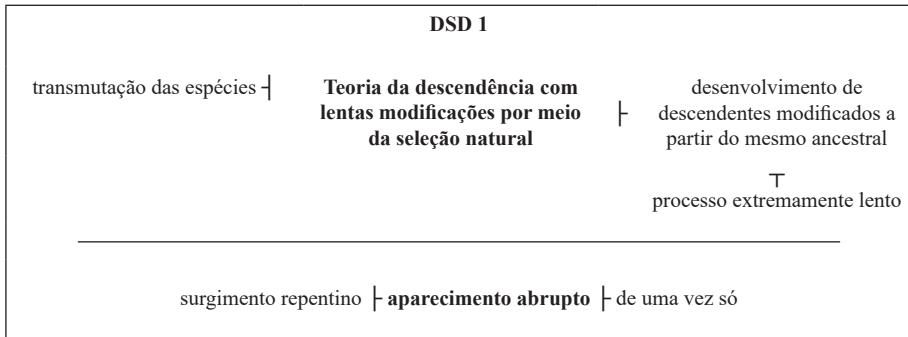 DSD 1
transmutação das espécies ┤ Teoria da descendência com lentas modificações por meio da seleção natural ├ desenvolvimento de descendentes modificados a partir do mesmo ancestral
┬
processo extremamente lento
surgimento repentino ├ aparecimento abrupto ├ de uma vez só